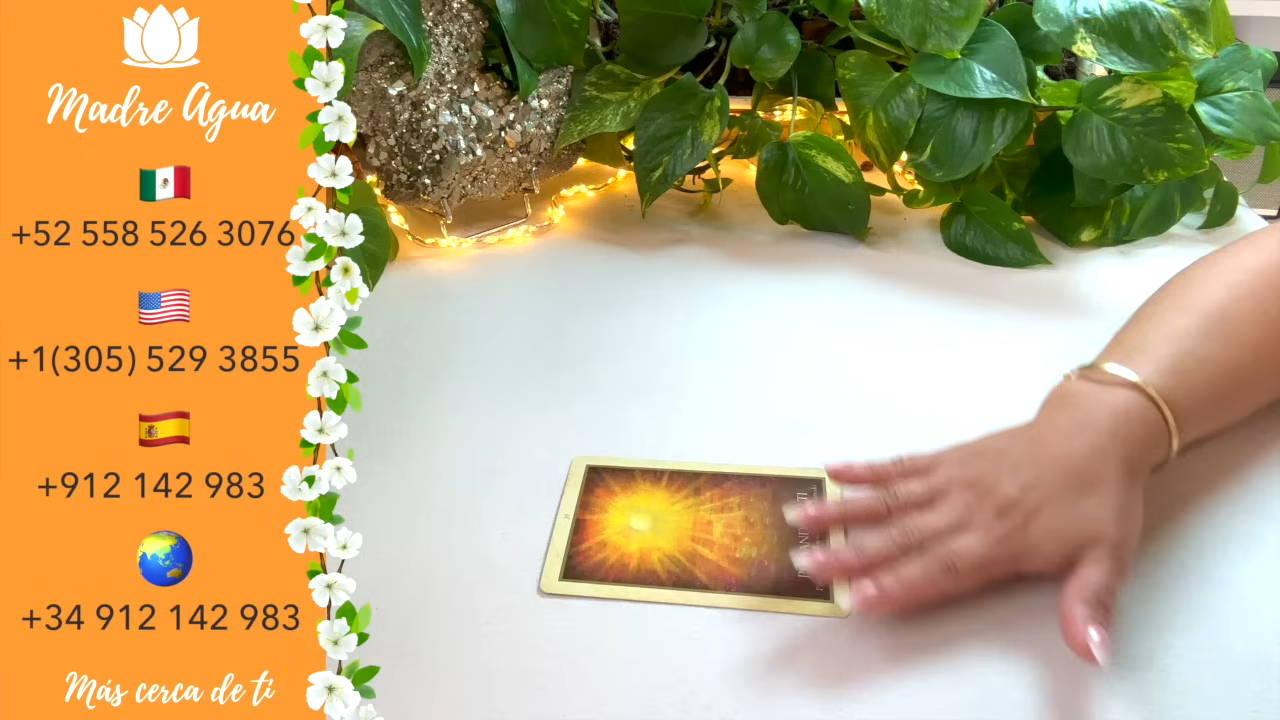 Madre Agua
+52 558 526 3076
+1(305) 529 3855
+912 142 983
+34 912 142 983
Más cerca de ti